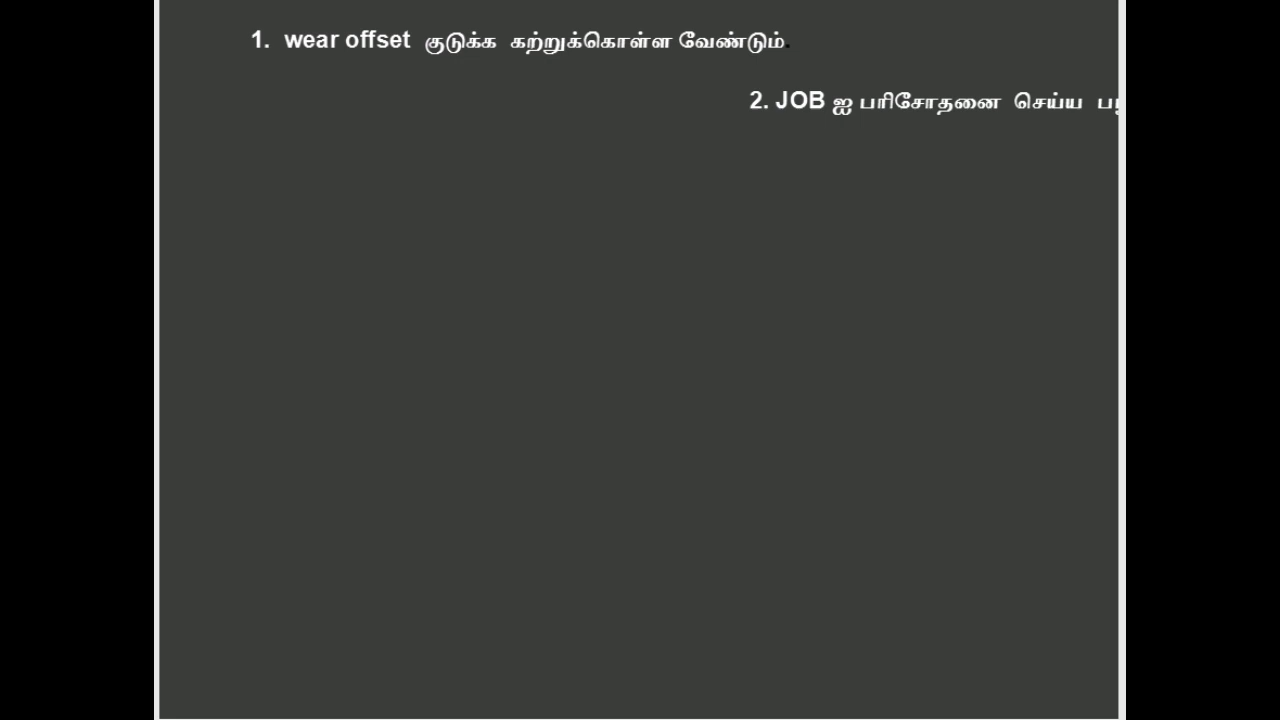 1. wear offset குடுக்க கற்றுக்கொள்ள வேண்டும்.
2. JOB ஐ பரிசோதனை செய்ய